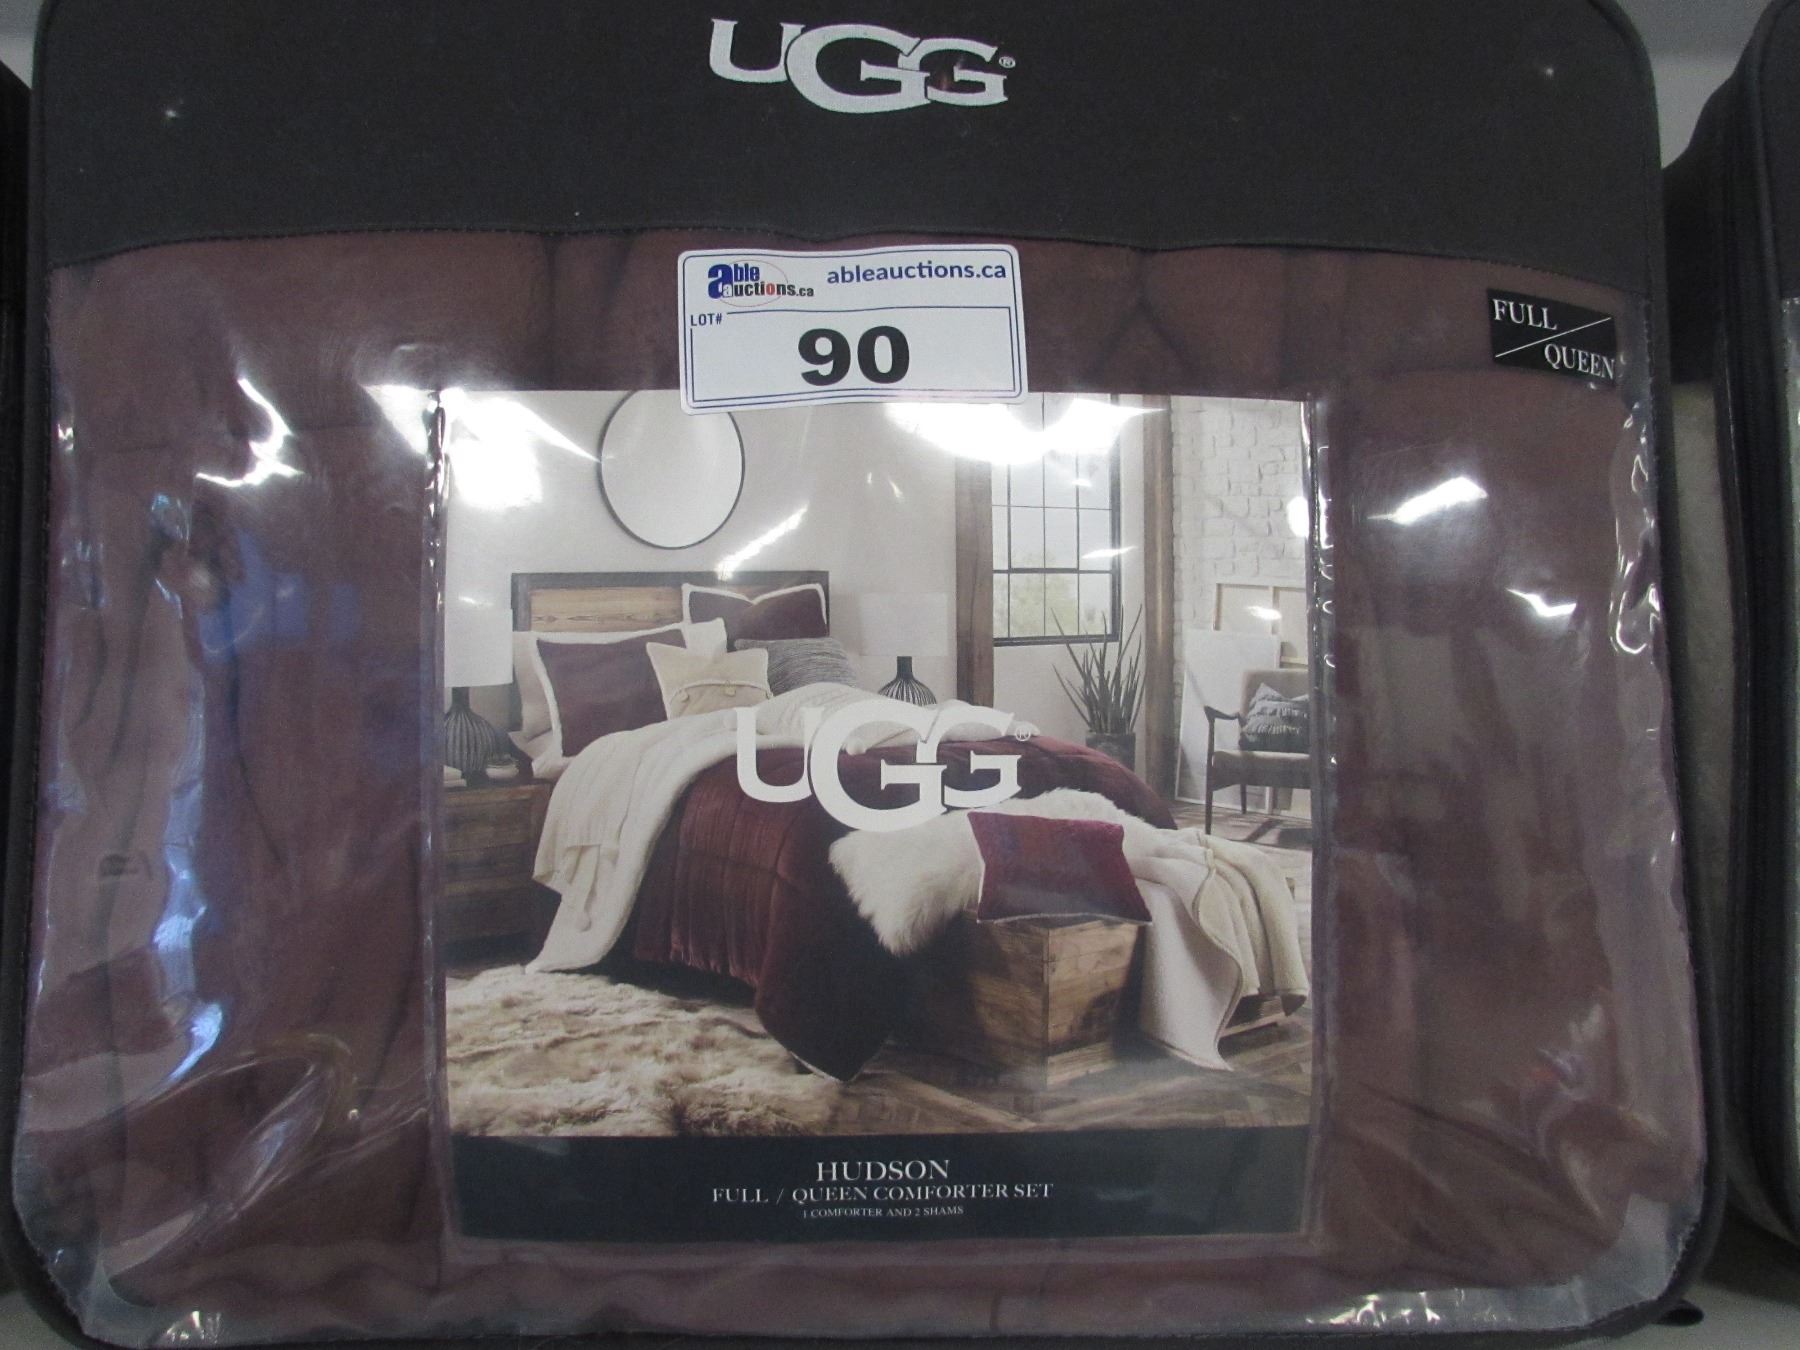 UGG®
able auctions.ca
ableauctions.ca
LOT#
90
FULL / QUEEN
UGG®
HUDSON
FULL / QUEEN COMFORTER SET
1 COMFORTER AND 2 SHAMS